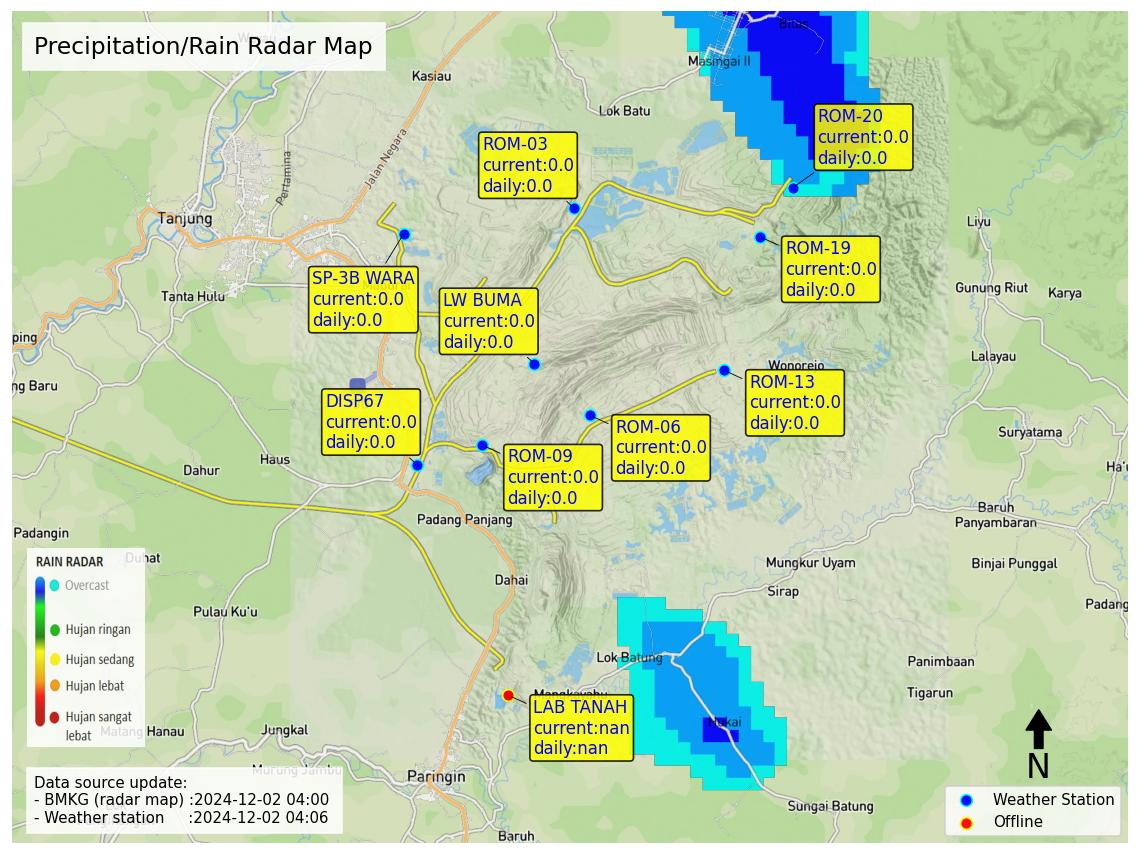 Precipitation/Rain Radar Map
Bilas
Masingai II
Kasiau
Lok Batu
Jalan Negara
Pertamina
Tanjung
Tanta Hulu
ROM-20
current:0.0
daily:0.0
ROM-03
current:0.0
daily:0.0
ROM-19
current:0.0
daily:0.0
SP-3B WARA
current:0.0
daily:0.0
LW BUMA
current:0.0
daily:0.0
Liyu
Gunung Riut
Karya
Lalayau
ping
ng Baru
Wonorejo
ROM-13
current:0.0
daily:0.0
DISP67
current:0.0
daily:0.0
ROM-06
current:0.0
daily:0.0
ROM-09
current:0.0
daily:0.0
Suryatama
Ha'u
Haus
Dahur
Padang Panjang
Baruh
Panyambaran
Padangin
Duhat
Dahai
Mungkur Uyam
Binjai Punggal
Sirap
Padang
Pulau Ku'u
RAIN RADAR
Overcast
Hujan ringan
Hujan sedang
Hujan lebat
Hujan sangat
lebat
Lok Batung
Panimbaan
Tigarun
Mangkayahu
LAB TANAH
current:nan
daily:nan
Hukai
Matang Hanau
Jungkal
Murung Jambu
Paringin
Sungai Batung
Baruh
Data source update:
- BMKG (radar map) :2024-12-02 04:00
- Weather station :2024-12-02 04:06
N
Weather Station
Offline